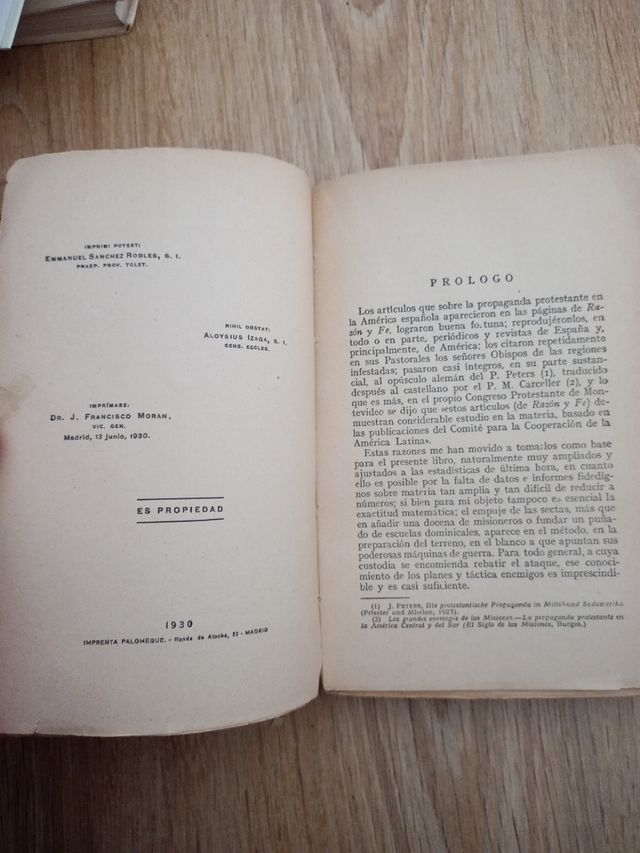 IMPRIMI POTEST:
EMMANUEL SANCHEZ ROBLES, S. I.
PRAEP. PROV. TOLET.
NIHIL OBSTAT:
ALOYSIUS IZAGA, S. I.
CENS. ECCLES.
IMPRÍMASE:
DR. J. FRANCISCO MORAN,
VIC. GEN.
Madrid, 13 junio, 1930.
ES PROPIEDAD
1930
IMPRENTA PALOMEQUE.- Ronda de Atocha, 23 - MADRID
PROLOGO
Los artículos que sobre la propaganda protestante en
la América española aparecieron en las páginas de Ra-
zón y Fe, lograron buena fortuna; reprodujéronlos, en
todo o en parte, periódicos y revistas de España y,
principalmente, de América; los citaron repetidamente
en sus Pastorales los señores Obispos de las regiones
infestadas; pasaron casi íntegros, en su parte sustan-
cial, al opúsculo alemán del P. Peters (1), traducido
después al castellano por el P. M. Carceller (2), y lo
que es más, en el propio Congreso Protestante de Mon-
tevideo se dijo que «estos artículos (de Razón y Fe) de-
muestran considerable estudio en la materia, basado en
las publicaciones del Comité para la Cooperación de la
América Latina».
Estas razones me han movido a tomarlos como base
para el presente libro, naturalmente muy ampliados y
ajustados a las estadísticas de última hora, en cuanto
ello es posible por la falta de datos e informes fidedig-
nos sobre materia tan amplia y tan difícil de reducir a
números; si bien para mi objeto tampoco es esencial la
exactitud matemática; el empuje de las sectas, más que
en añadir una docena de misioneros o fundar un puña-
do de escuelas dominicales, aparece en el método, en la
preparación del terreno, en el blanco a que apuntan sus
poderosas máquinas de guerra. Para todo general, a cuya
custodia se encomienda rebatir el ataque, ese cono-
cimiento de los planes y táctica enemigos es imprescindi-
ble y es casi suficiente.
(1) J. PETERS, Die protestantische Propaganda in Mittel-und Südamerika
(Priester und Mision, 1925).
(2) Los grandes enemigos de las Misiones.—La propaganda protestante en
la América Central y del Sur (El Siglo de las Misiones, Burgos.)